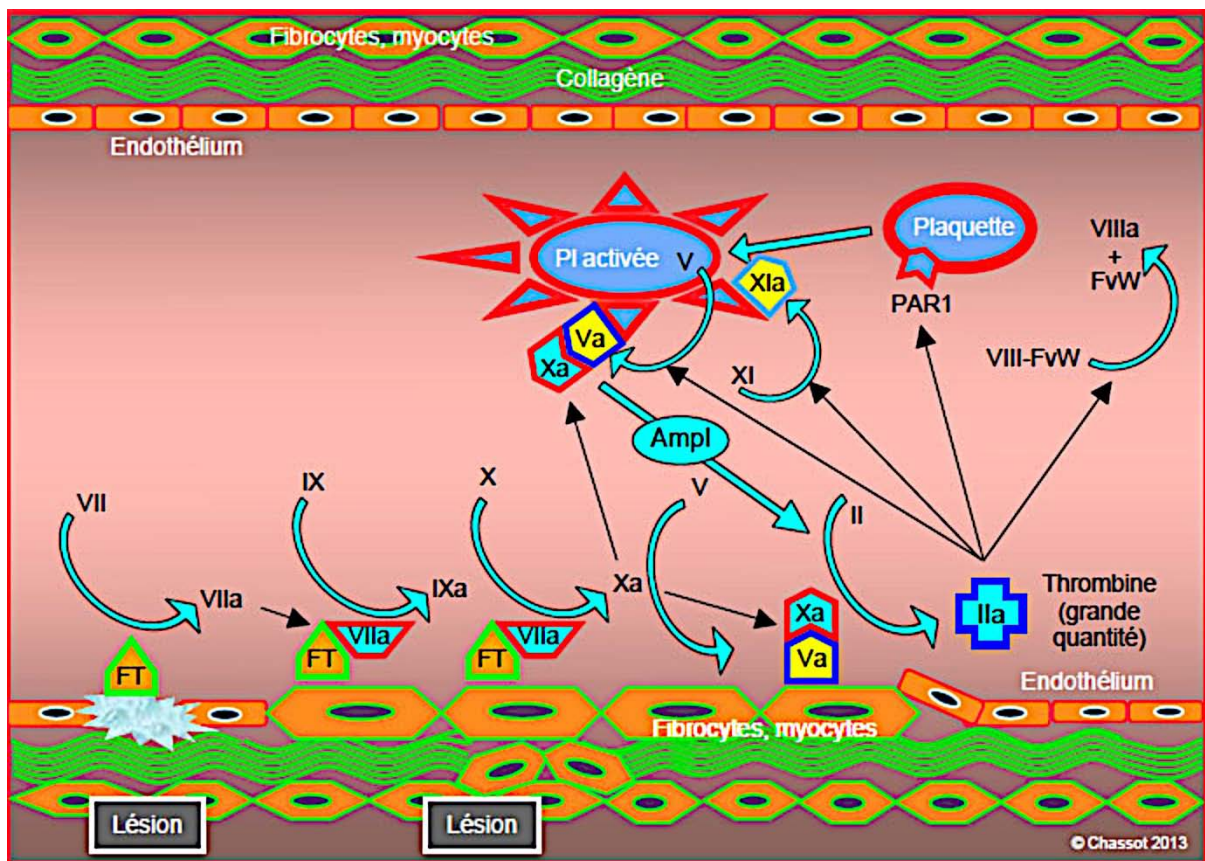 Fibrocytes, myocytes
Collagène
Endothélium
Pl activée
V
Plaquette
VIIIa
+
FvW
XIa
PAR1
Va
Xa
XI
VIII-FvW
Ampl
VII
IX
X
V
II
VIIa
IXa
Xa
Xa
IIa
Thrombine
(grande
quantité)
FT
FT
VIIa
FT
VIIa
Va
Endothélium
Fibrocytes, myocytes
Lésion
Lésion
© Chassot 2013